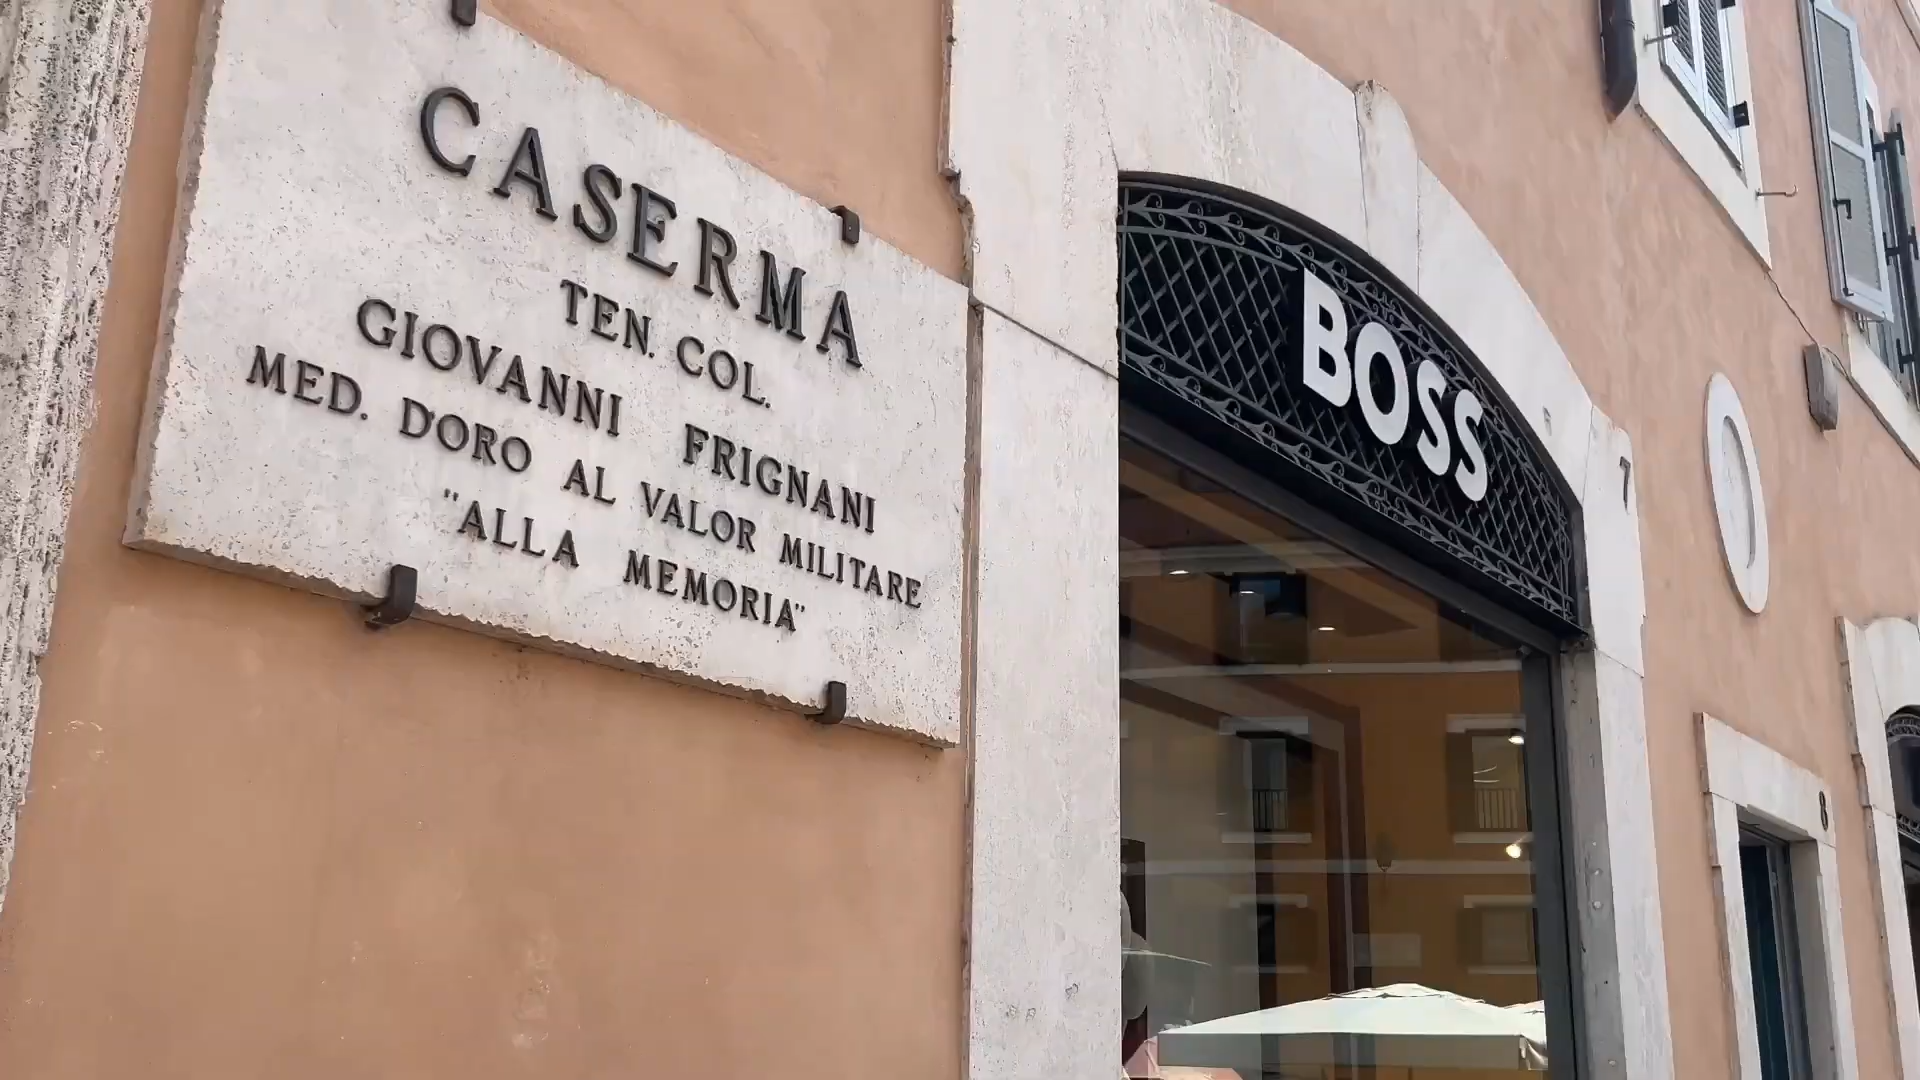 CASERMA
TEN. COL.
GIOVANNI FRIGNANI
MED. D'ORO AL VALOR MILITARE
"ALLA MEMORIA"
BOSS
7
8